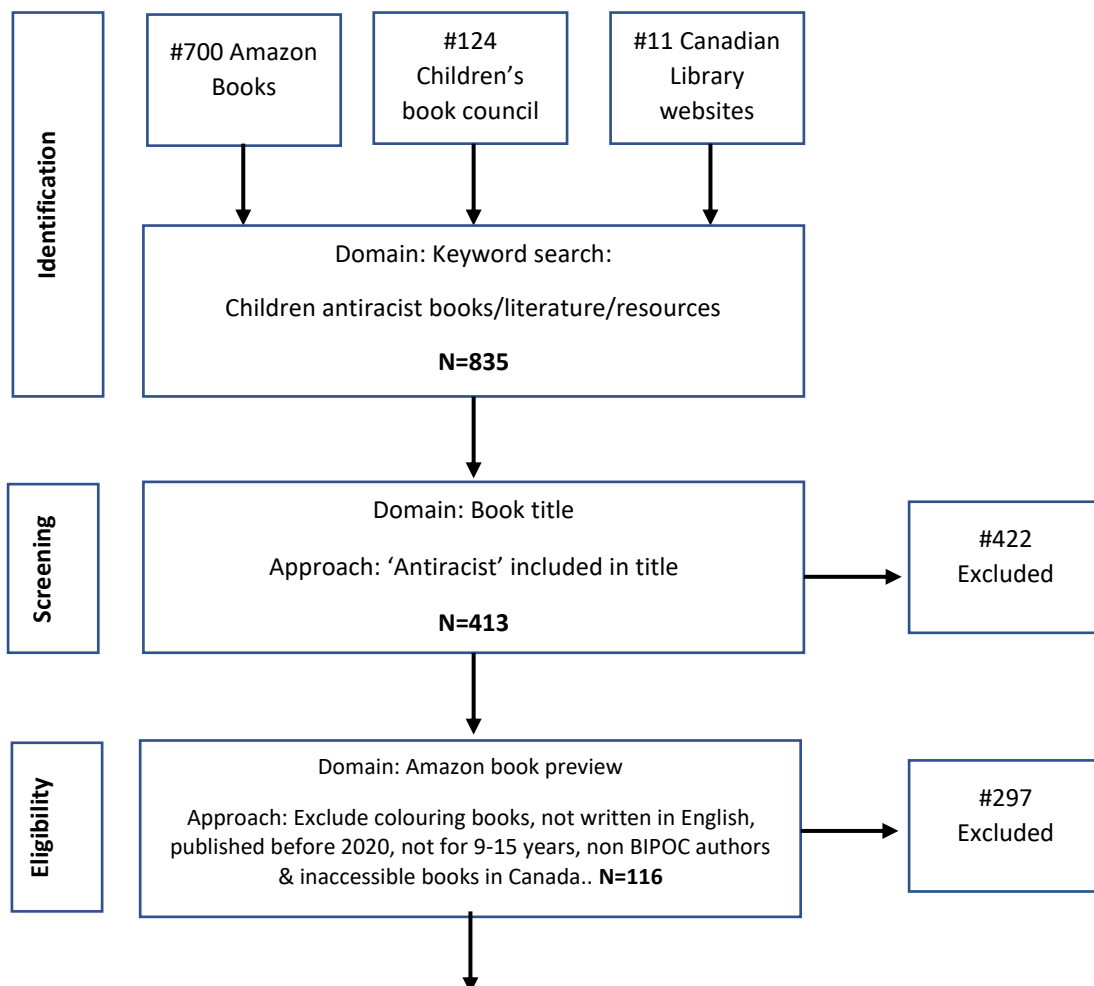 #700 Amazon
Books
#124
Children’s
book council
#11 Canadian
Library
websites
Identification
Domain: Keyword search:
Children antiracist books/literature/resources
N=835
Screening
Domain: Book title
Approach: ‘Antiracist’ included in title
N=413
#422
Excluded
Eligibility
Domain: Amazon book preview
Approach: Exclude colouring books, not written in English,
published before 2020, not for 9-15 years, non BIPOC authors
& inaccessible books in Canada.. N=116
#297
Excluded